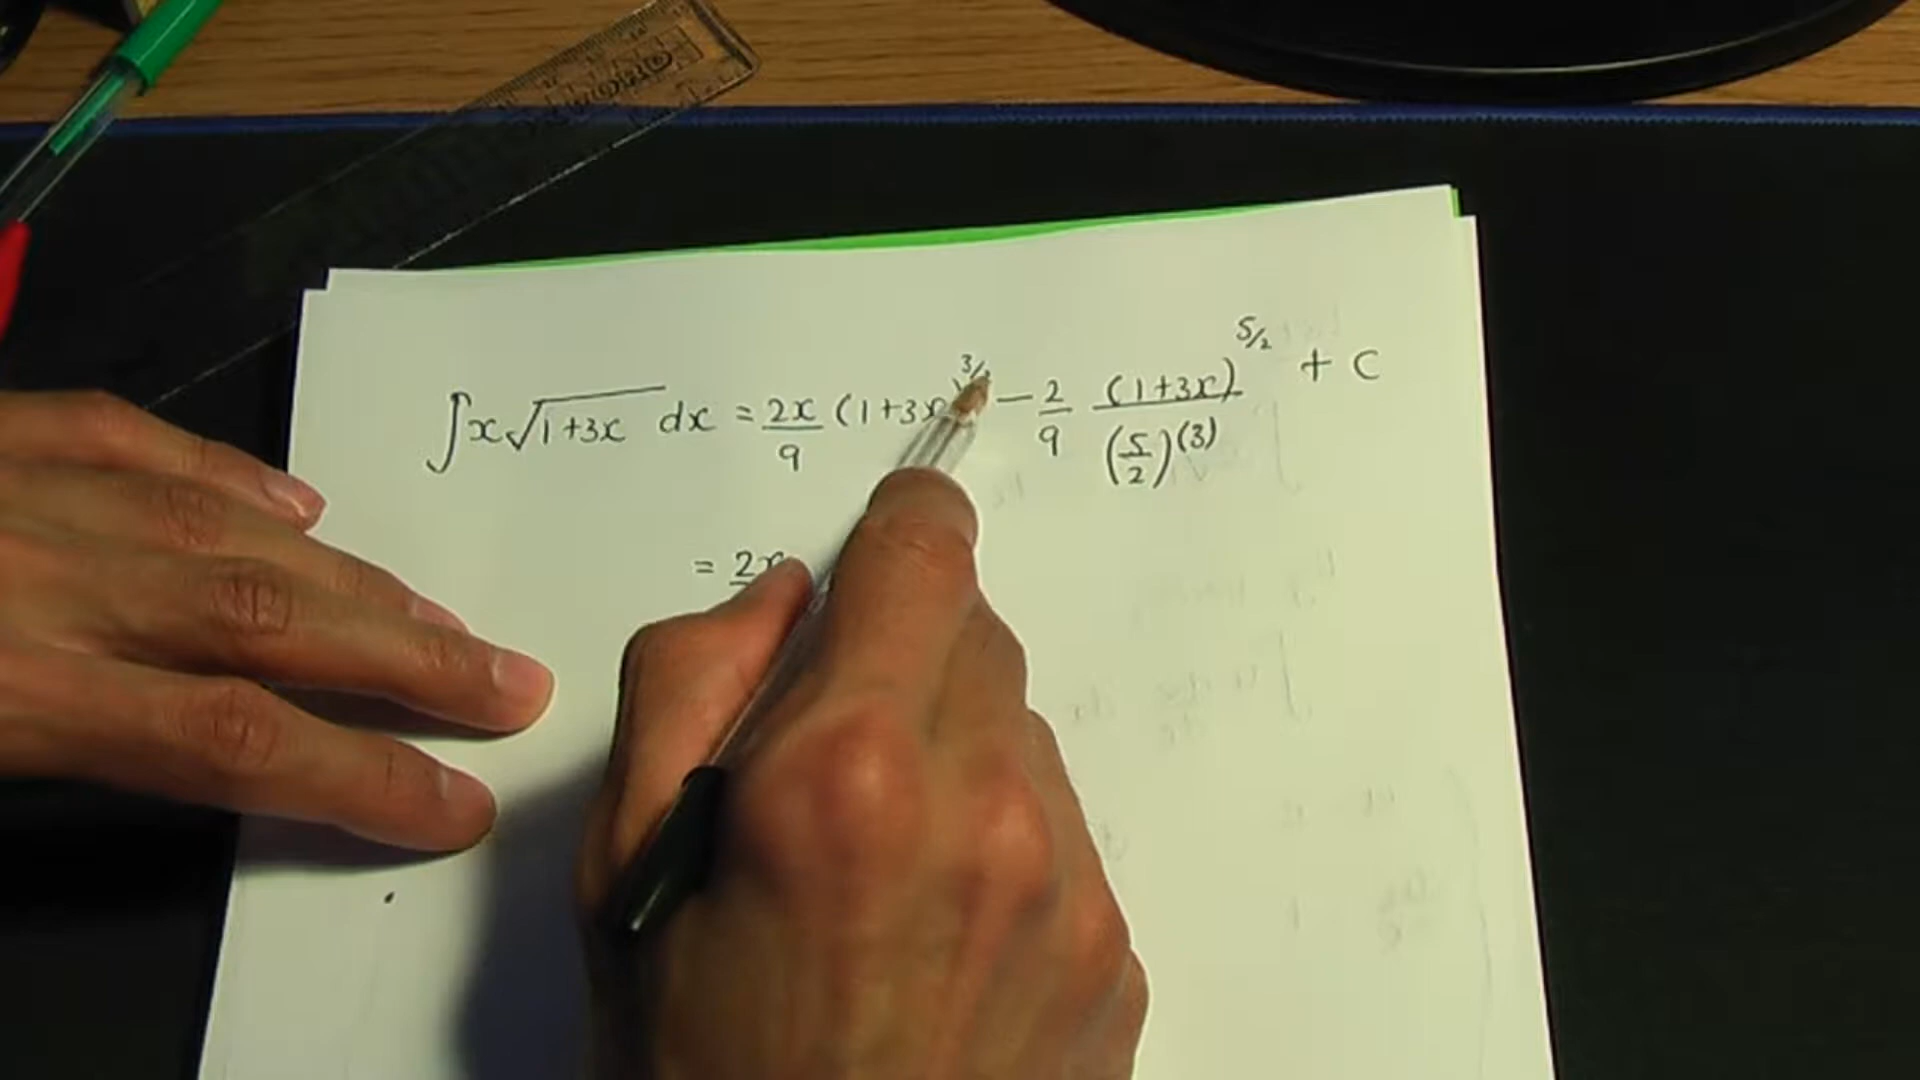 ∫x√1+3x dx = 2x/9 (1+3x)^3/2 − 2/9 (1+3x)^5/2 / (5/2)(3) + C
= 2x